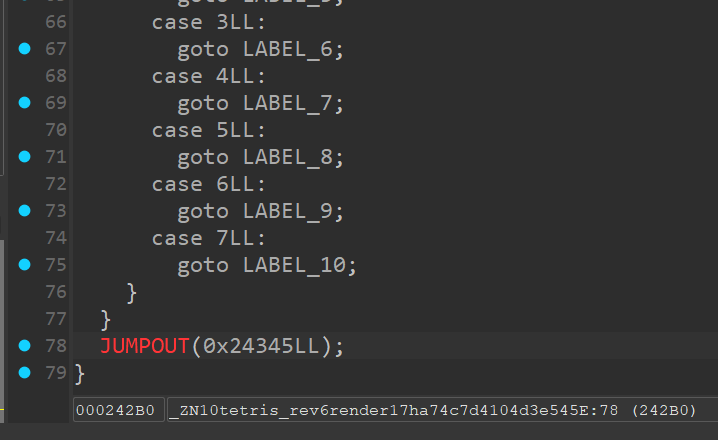 66 case 3LL:
67 goto LABEL_6;
68 case 4LL:
69 goto LABEL_7;
70 case 5LL:
71 goto LABEL_8;
72 case 6LL:
73 goto LABEL_9;
74 case 7LL:
75 goto LABEL_10;
76 }
77 }
78 JUMPOUT(0x24345LL);
79 }
000242B0 _ZN10tetris_rev6render17ha74c7d4104d3e545E:78 (242B0)